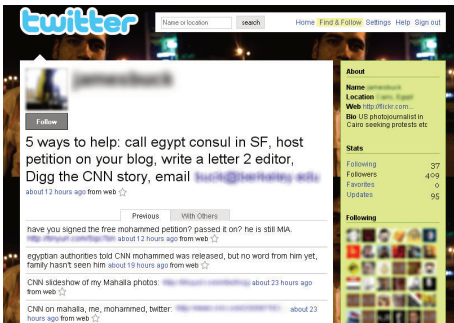 twitter
Name or location
search
Home Find & Follow Settings Help Sign out
Follow
5 ways to help: call egypt consul in SF, host
petition on your blog, write a letter 2 editor,
Digg the CNN story, email
about 12 hours ago from web
Previous
With Others
have you signed the free mohammed petition? passed it on? he is still MIA.
about 12 hours ago from web
egyptian authorities told CNN mohammed was released, but no word from him yet,
family hasn't seen him about 19 hours ago from web
CNN slideshow of my Mahalla photos: about 23
hours ago from web
CNN on mahalla, me, mohammed, twitter: about 23
hours ago from web
About
Name
Location
Web http://flickr.com...
Bio US photojournalist in
Cairo seeking protests etc
Stats
Following 37
Followers 409
Favorites 0
Updates 95
Following